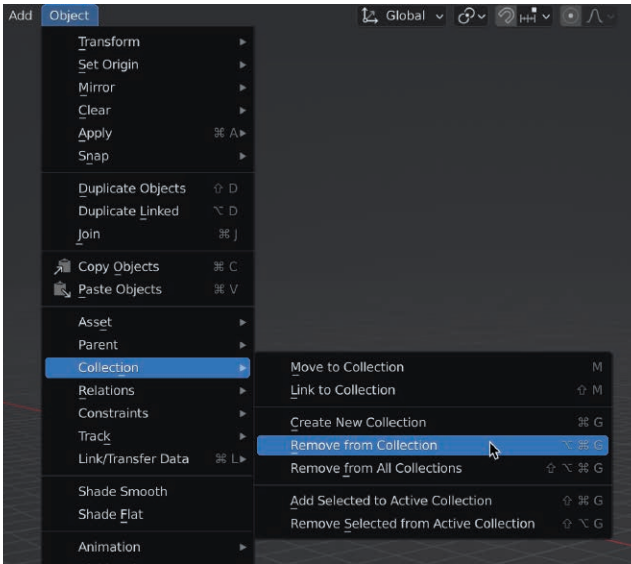 Add Object Global
Transform
Set Origin
Mirror
Clear
Apply ⌘ A
Snap
Duplicate Objects ⇧ D
Duplicate Linked ⌥ D
Join ⌘ J
Copy Objects ⌘ C
Paste Objects ⌘ V
Asset
Parent
Collection
Relations
Constraints
Track
Link/Transfer Data ⌘ L
Shade Smooth
Shade Flat
Animation
Move to Collection M
Link to Collection ⇧ M
Create New Collection ⌘ G
Remove from Collection ⌥ ⌘ G
Remove from All Collections ⇧ ⌥ ⌘ G
Add Selected to Active Collection ⇧ ⌘ G
Remove Selected from Active Collection ⇧ ⌥ G